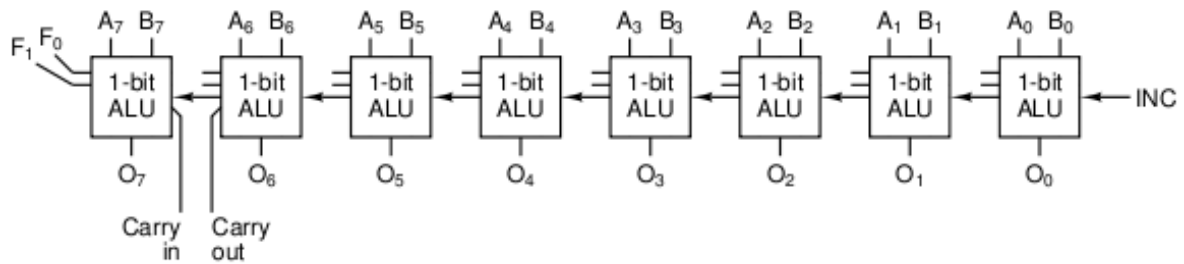 A₇ B₇ A₆ B₆ A₅ B₅ A₄ B₄ A₃ B₃ A₂ B₂ A₁ B₁ A₀ B₀
F₁ F₀
1-bit 1-bit 1-bit 1-bit 1-bit 1-bit 1-bit 1-bit
ALU ALU ALU ALU ALU ALU ALU ALU INC
O₇ O₆ O₅ O₄ O₃ O₂ O₁ O₀
Carry Carry
in out